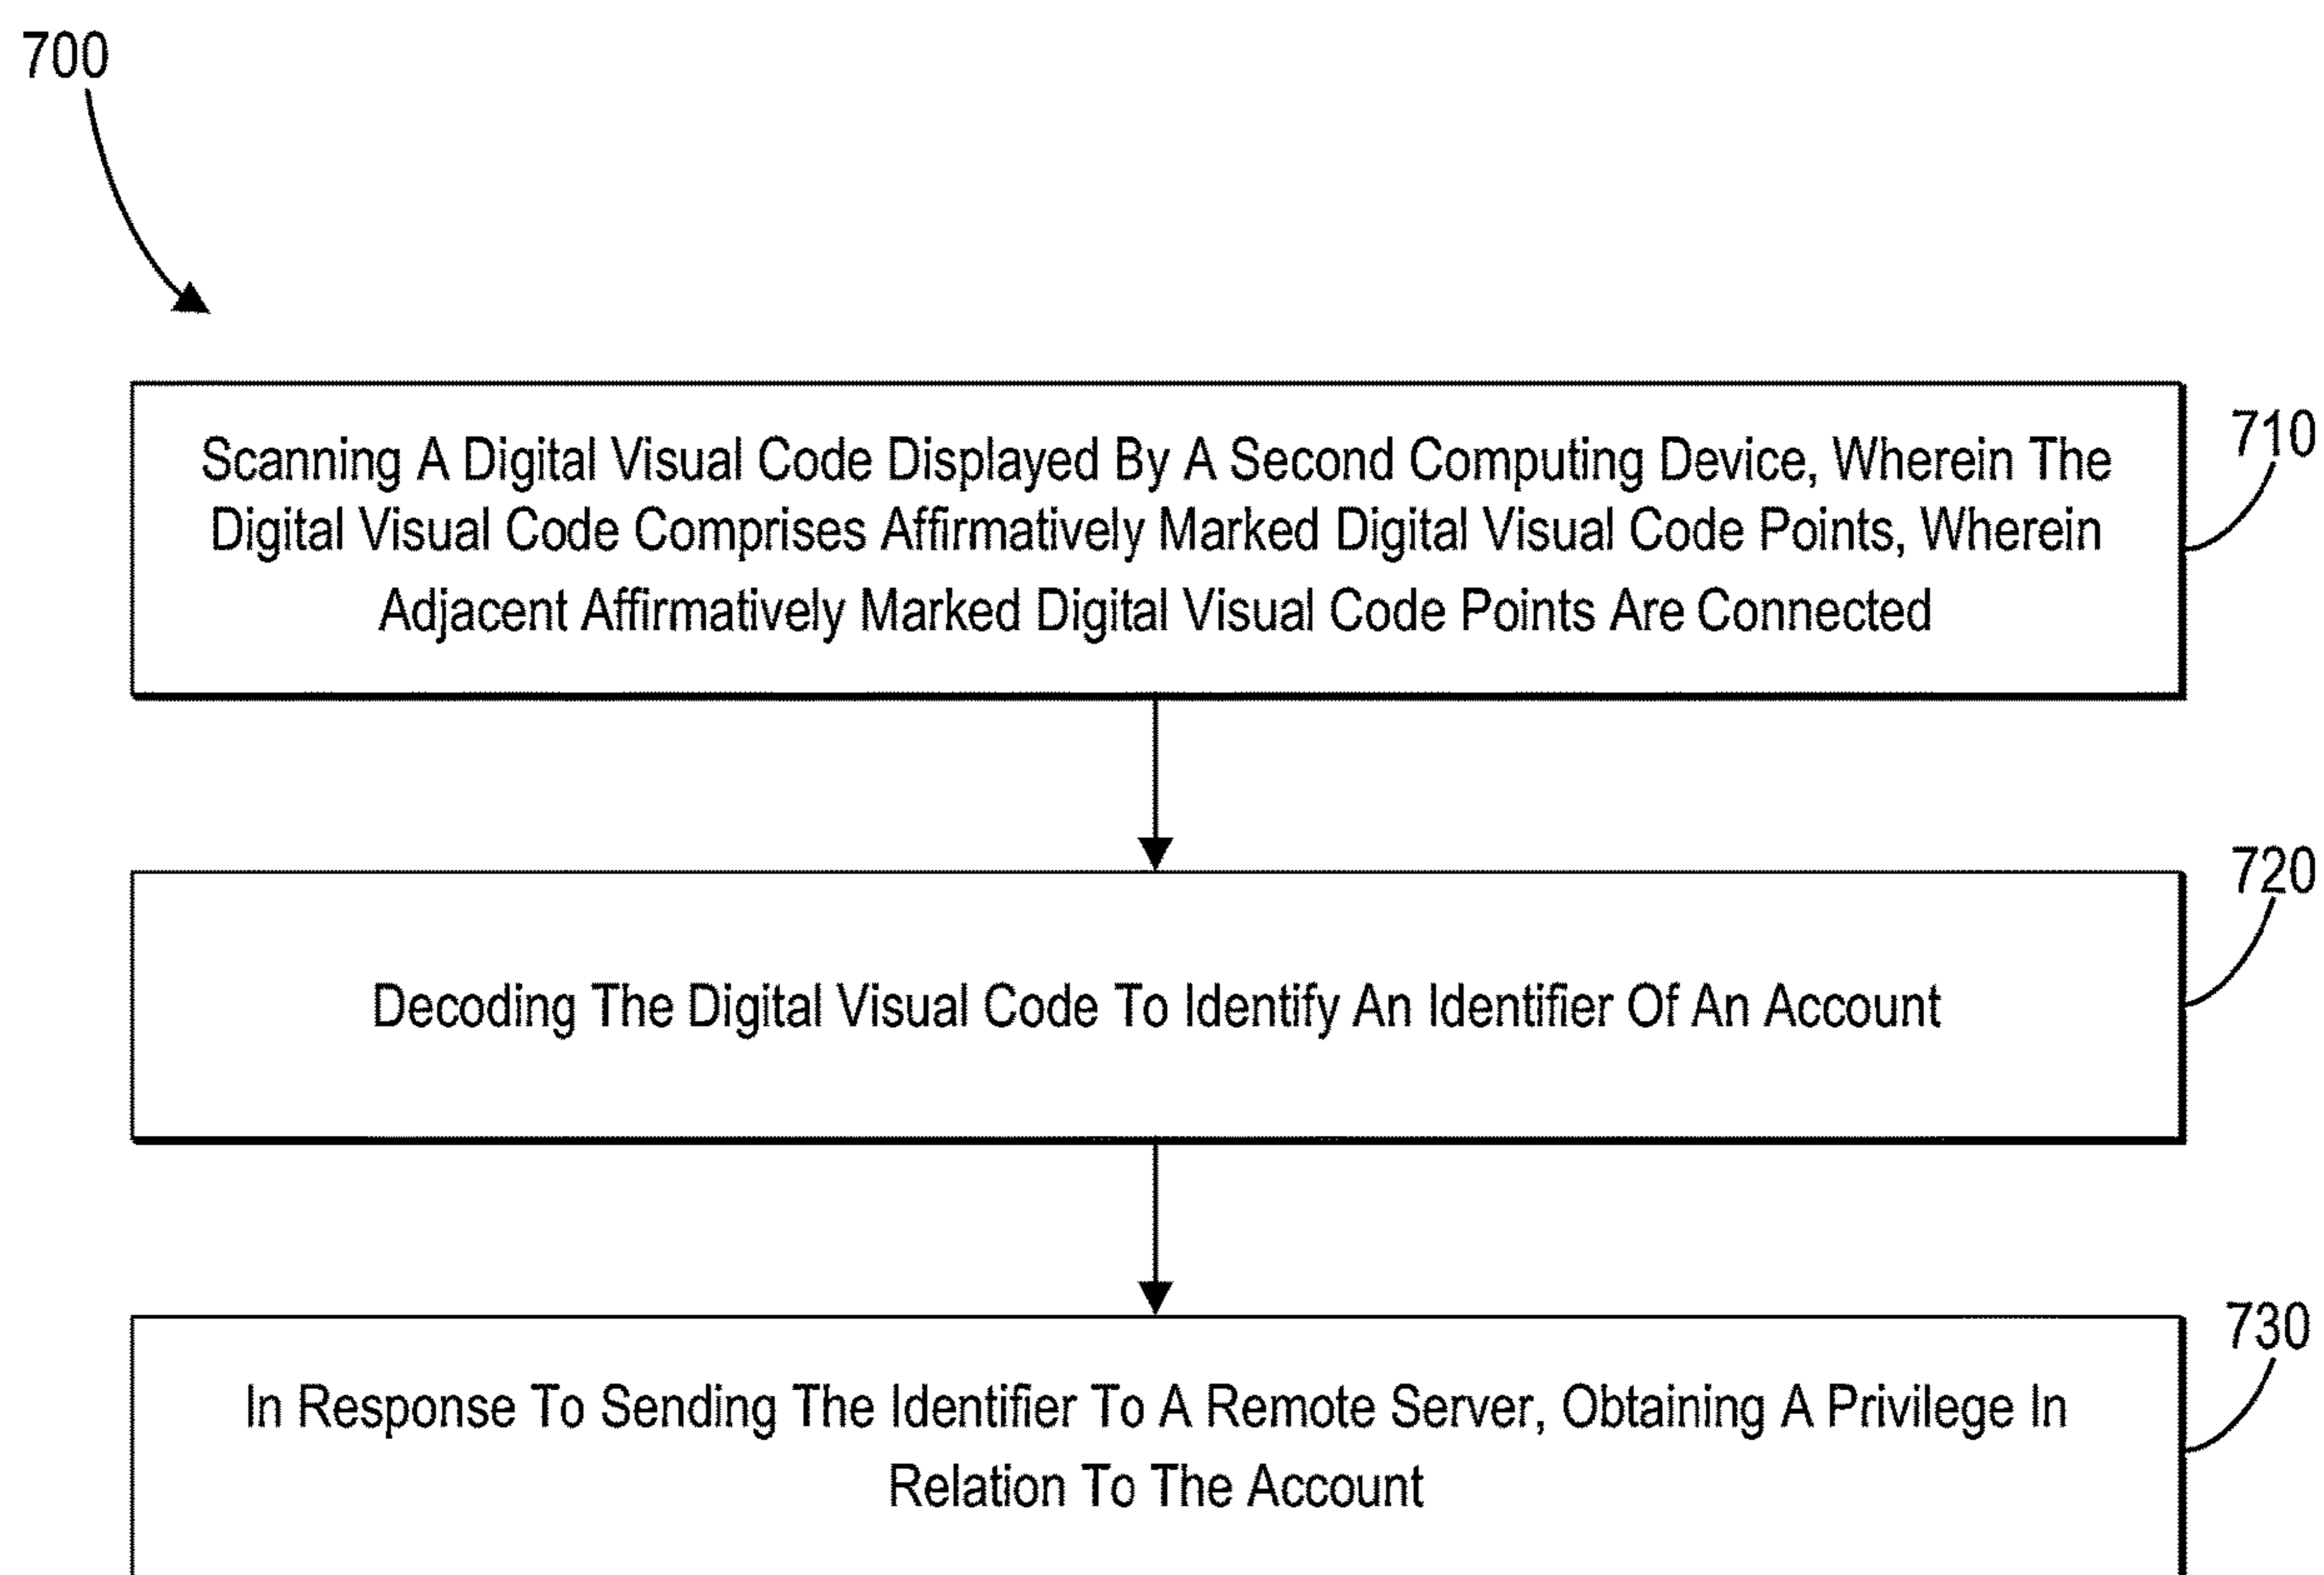 700
Scanning A Digital Visual Code Displayed By A Second Computing Device, Wherein The
Digital Visual Code Comprises Affirmatively Marked Digital Visual Code Points, Wherein
Adjacent Affirmatively Marked Digital Visual Code Points Are Connected
710
Decoding The Digital Visual Code To Identify An Identifier Of An Account
720
In Response To Sending The Identifier To A Remote Server, Obtaining A Privilege In
Relation To The Account
730